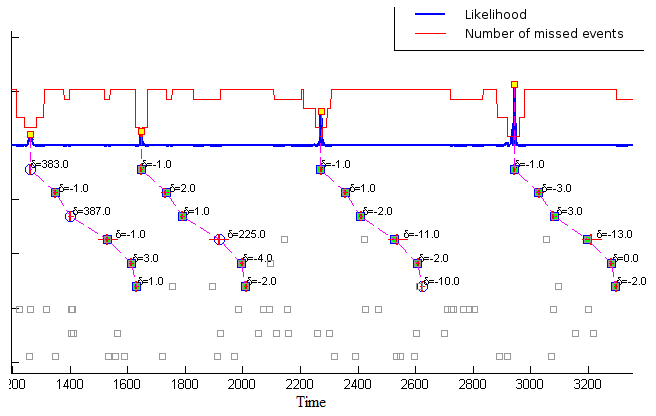 Likelihood
Number of missed events
δ=383.0 δ=-1.0 δ=-1.0 δ=-1.0
δ=-1.0 δ=2.0 δ=1.0 δ=-3.0
δ=387.0 δ=1.0 δ=-2.0 δ=3.0
δ=-1.0 δ=225.0 δ=-11.0 δ=-13.0
δ=3.0 δ=-4.0 δ=-2.0 δ=0.0
δ=1.0 δ=-2.0 δ=-10.0 δ=-2.0
200 1400 1600 1800 2000 2200 2400 2600 2800 3000 3200
Time